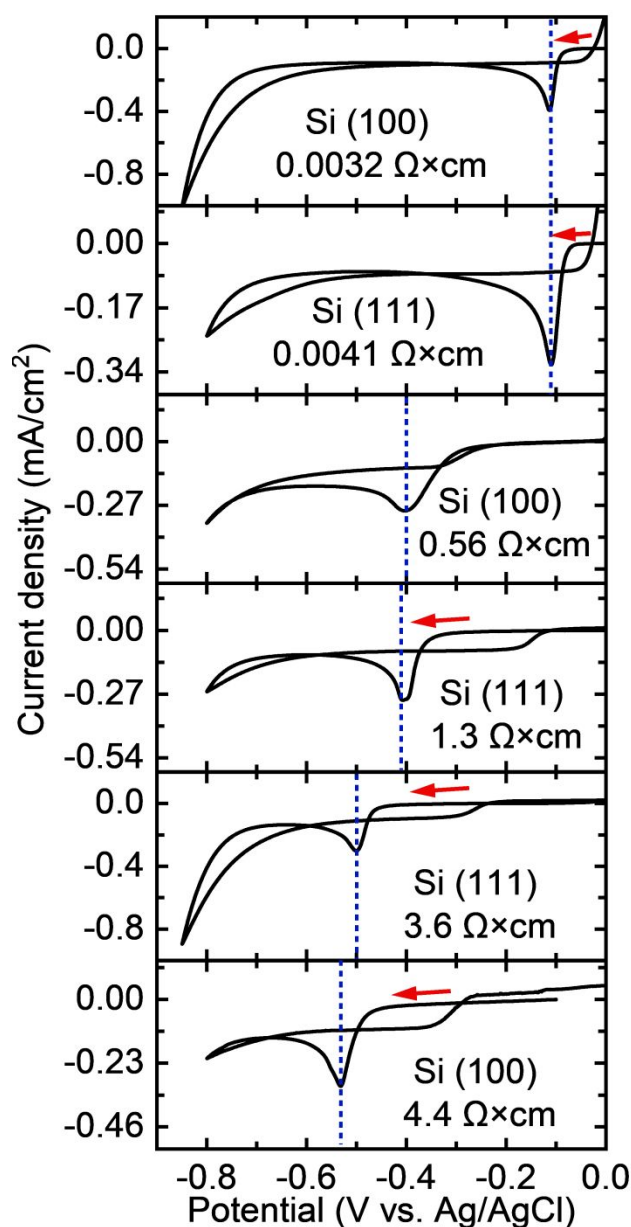 Current density (mA/cm²)
0.0
-0.4
-0.8
Si (100)
0.0032 Ω×cm
0.00
-0.17
-0.34
Si (111)
0.0041 Ω×cm
0.00
-0.27
-0.54
Si (100)
0.56 Ω×cm
0.00
-0.27
-0.54
Si (111)
1.3 Ω×cm
0.0
-0.4
-0.8
Si (111)
3.6 Ω×cm
0.00
-0.23
-0.46
Si (100)
4.4 Ω×cm
-0.8 -0.6 -0.4 -0.2 0.0
Potential (V vs. Ag/AgCl)